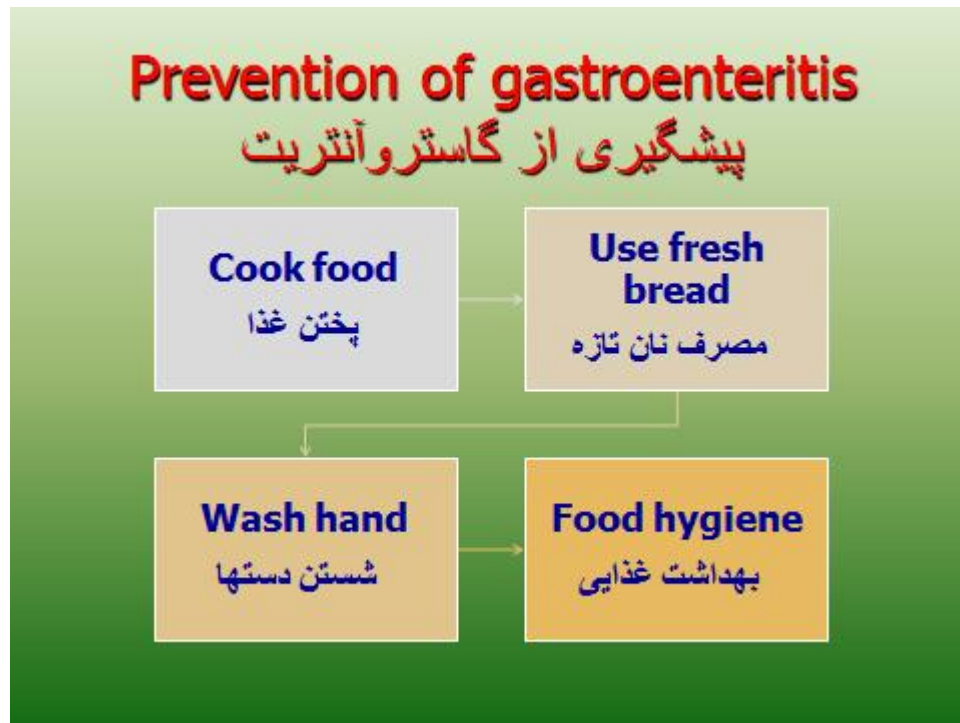 Prevention of gastroenteritis
پیشگیری از گاستروآنتریت
Cook food
پختن غذا
Use fresh
bread
مصرف نان تازه
Wash hand
شستن دستها
Food hygiene
بهداشت غذایی